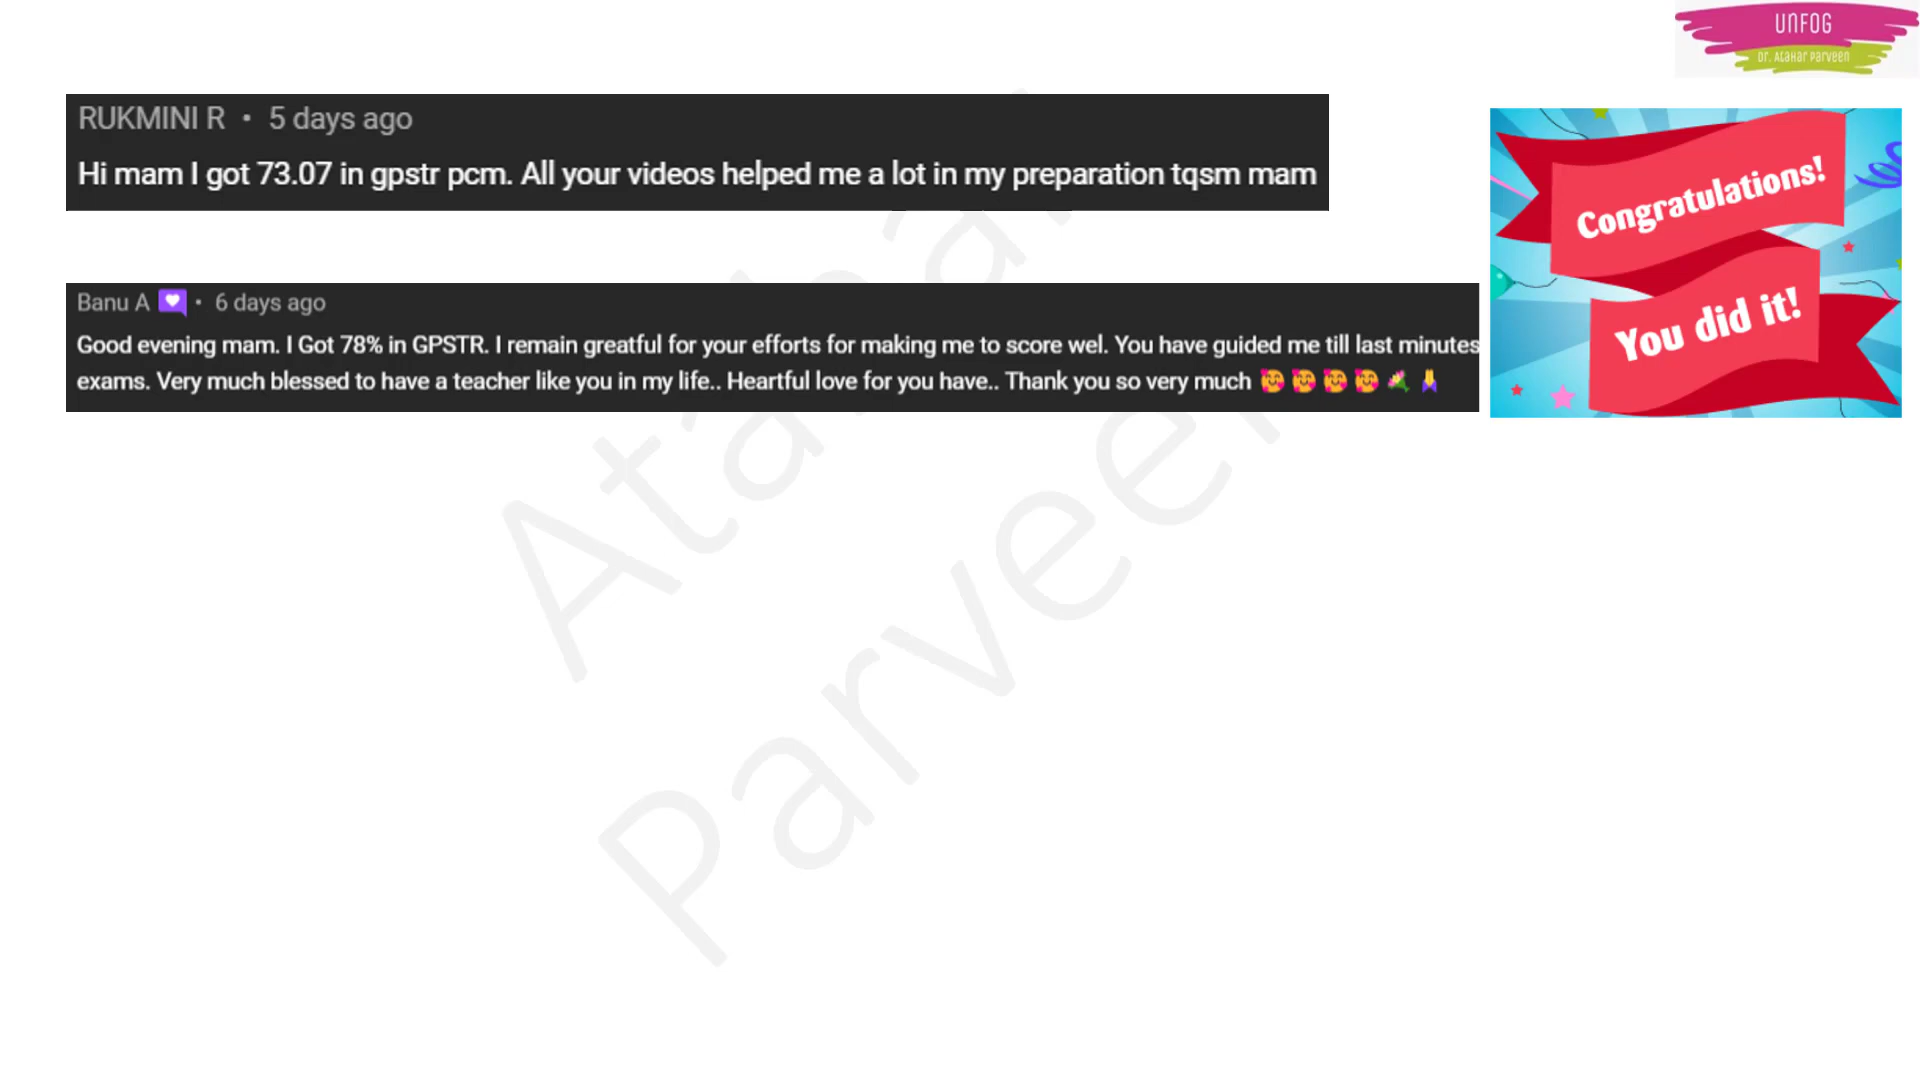 UNFOG
Dr. Atahar Parveen
RUKMINI R • 5 days ago
Hi mam I got 73.07 in gpstr pcm. All your videos helped me a lot in my preparation tqsm mam
Congratulations!
You did it!
Banu A • 6 days ago
Good evening mam. I Got 78% in GPSTR. I remain greatful for your efforts for making me to score wel. You have guided me till last minutes
exams. Very much blessed to have a teacher like you in my life.. Heartful love for you have.. Thank you so very much 🥰 🥰 🥰 🥰 💐 🙏
Atahar
Parveen